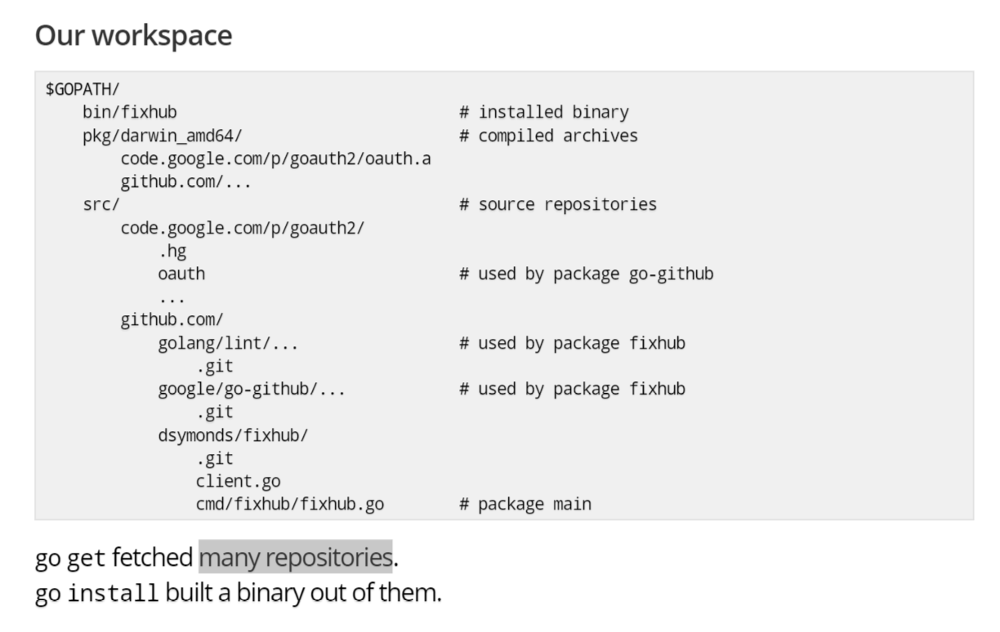 Our workspace
$GOPATH/
    bin/fixhub                              # installed binary
    pkg/darwin_amd64/                       # compiled archives
        code.google.com/p/goauth2/oauth.a
        github.com/...
    src/                                    # source repositories
        code.google.com/p/goauth2/
            .hg
            oauth                           # used by package go-github
            ...
        github.com/
            golang/lint/...                 # used by package fixhub
                .git
            google/go-github/...            # used by package fixhub
                .git
            dsymonds/fixhub/
                .git
                client.go
                cmd/fixhub/fixhub.go        # package main
go get fetched many repositories.
go install built a binary out of them.